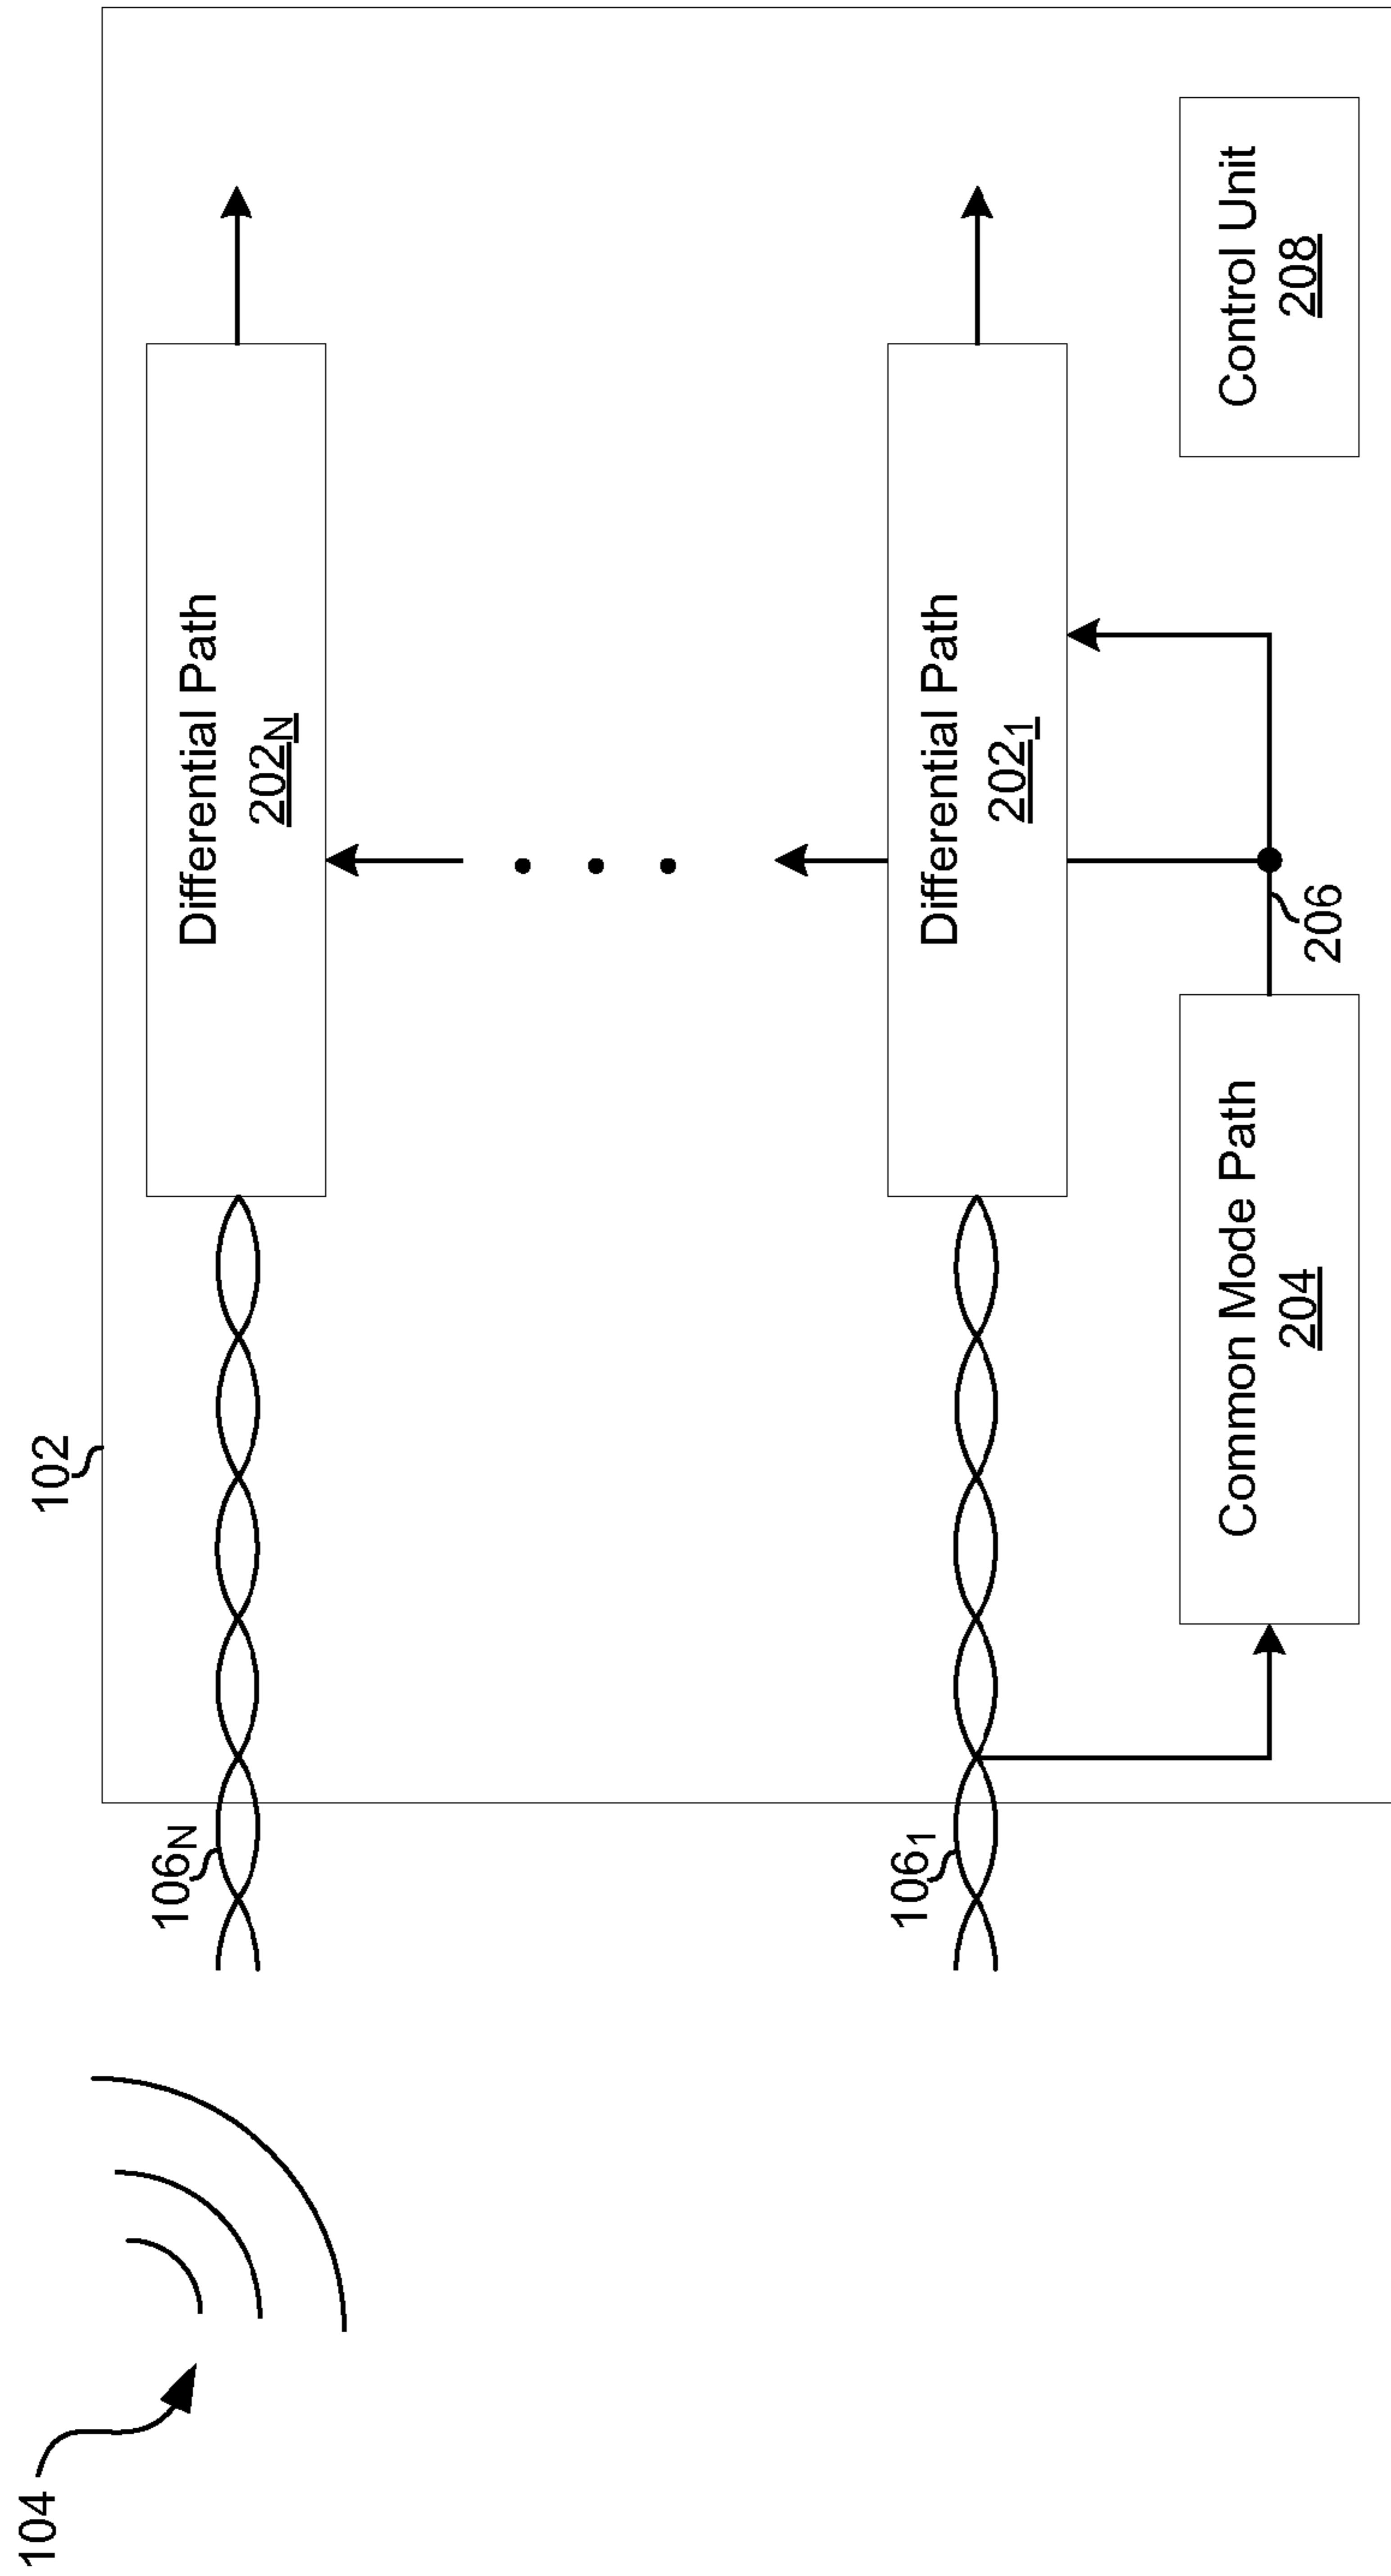 104
102
106N
Differential Path
202N
1061
Differential Path
2021
206
Common Mode Path
204
Control Unit
208